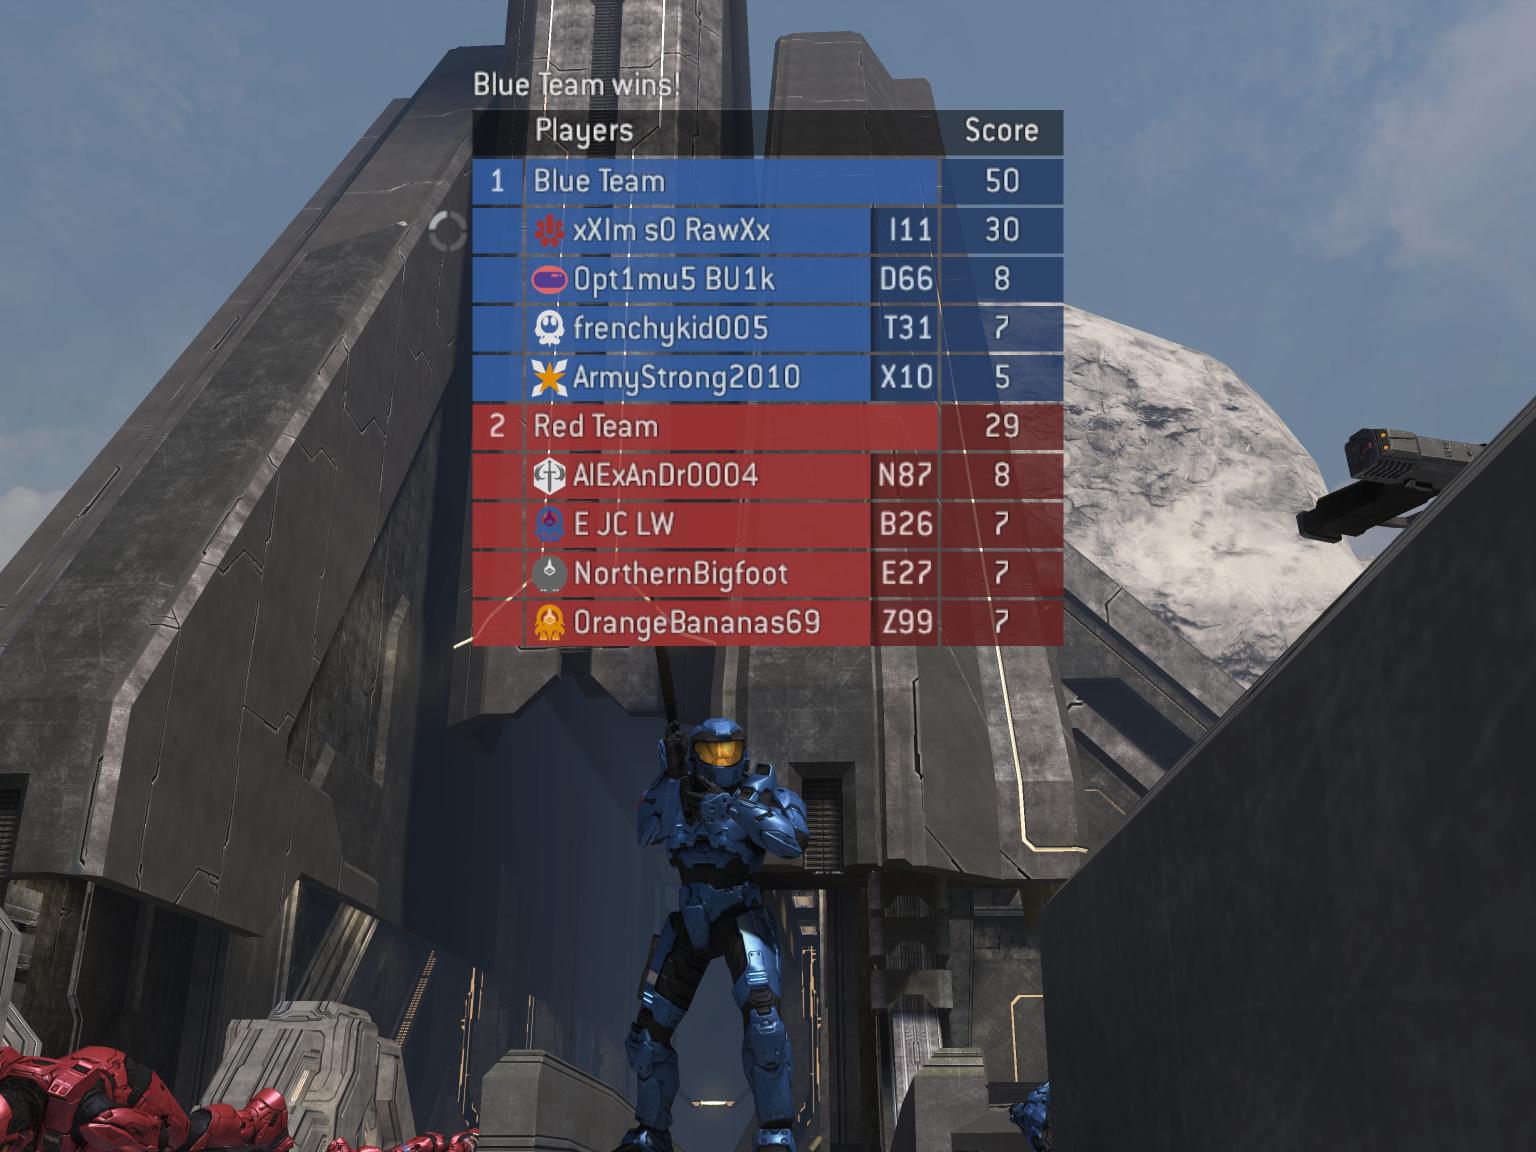 Blue Team wins!
Players Score
1 Blue Team 50
xXIm s0 RawXx I11 30
0pt1mu5 BU1k D66 8
frenchykid005 T31 7
ArmyStrong2010 X10 5
2 Red Team 29
AlExAnDr0004 N87 8
E JC LW B26 7
NorthernBigfoot E27 7
OrangeBananas69 Z99 7